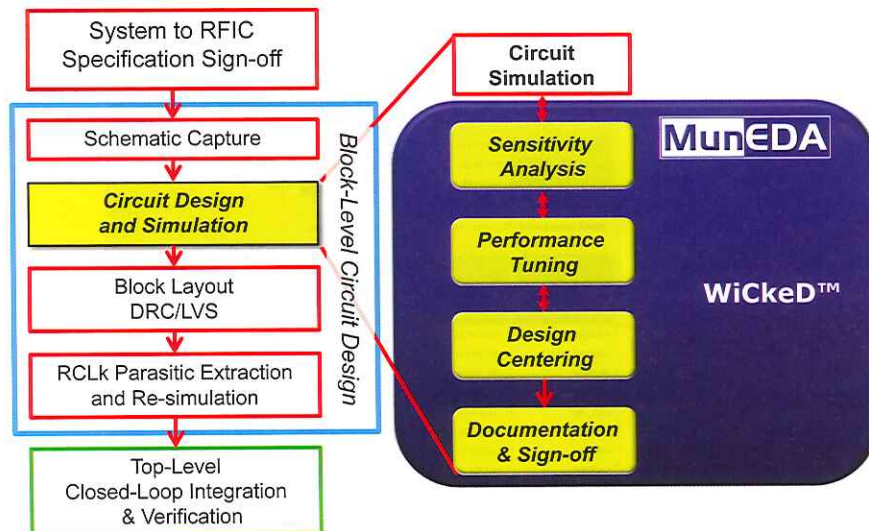 System to RFIC
Specification Sign-off
Schematic Capture
Circuit Design
and Simulation
Block Layout
DRC/LVS
RCLk Parasitic Extraction
and Re-simulation
Block-Level Circuit Design
Top-Level
Closed-Loop Integration
& Verification
Circuit
Simulation
MunEDA
Sensitivity
Analysis
Performance
Tuning
WiCkeD™
Design
Centering
Documentation
& Sign-off